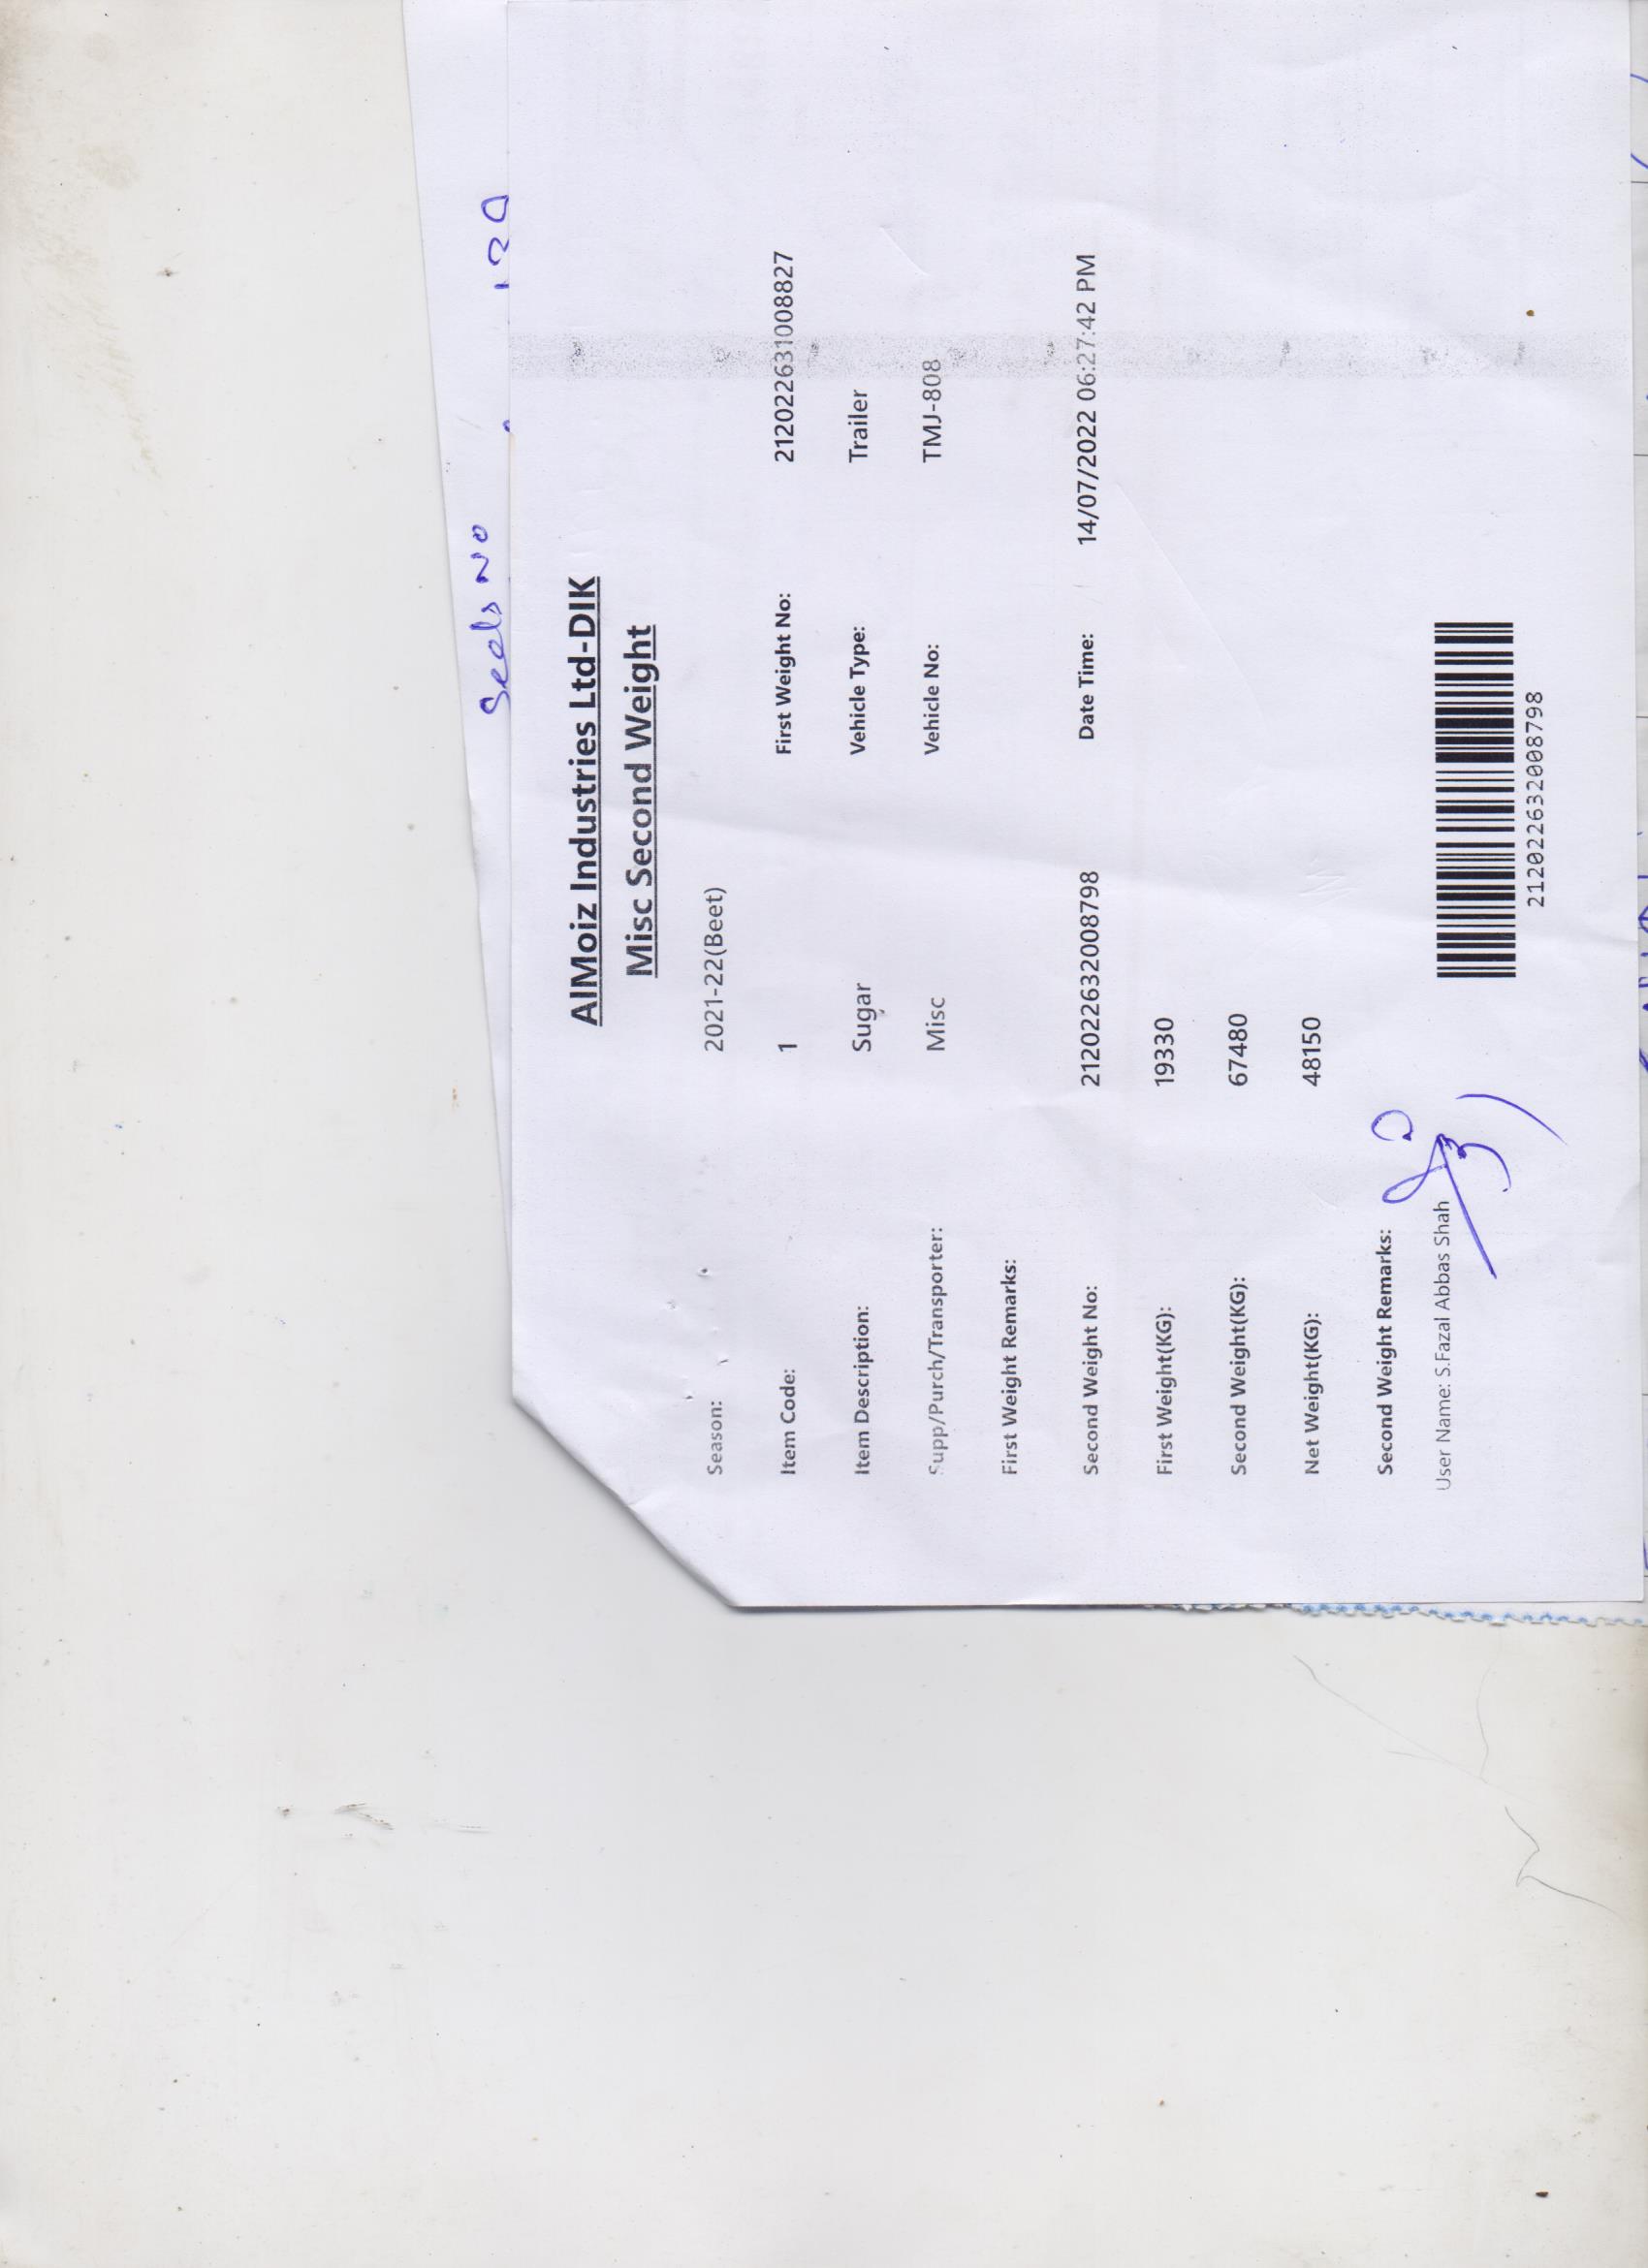 Seels No
AlMoiz Industries Ltd-DIK
Misc Second Weight
Season: 2021-22(Beet)
Item Code: 1 First Weight No: 212022631008827
Item Description: Sugar Vehicle Type: Trailer
Supp/Purch/Transporter: Misc Vehicle No: TMJ-808
First Weight Remarks:
Second Weight No: 212022632008798 Date Time: 14/07/2022 06:27:42 PM
First Weight(KG): 19330
Second Weight(KG): 67480
Net Weight(KG): 48150
Second Weight Remarks:
User Name: S.Fazal Abbas Shah
212022632008798